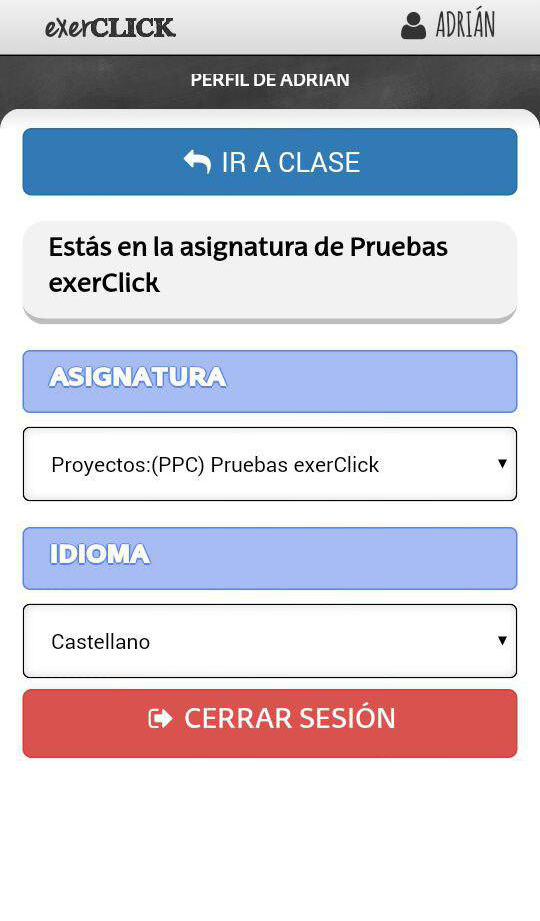 exerCLICK
ADRIÁN
PERFIL DE ADRIAN
IR A CLASE
Estás en la asignatura de Pruebas
exerClick
ASIGNATURA
Proyectos:(PPC) Pruebas exerClick
IDIOMA
Castellano
CERRAR SESIÓN